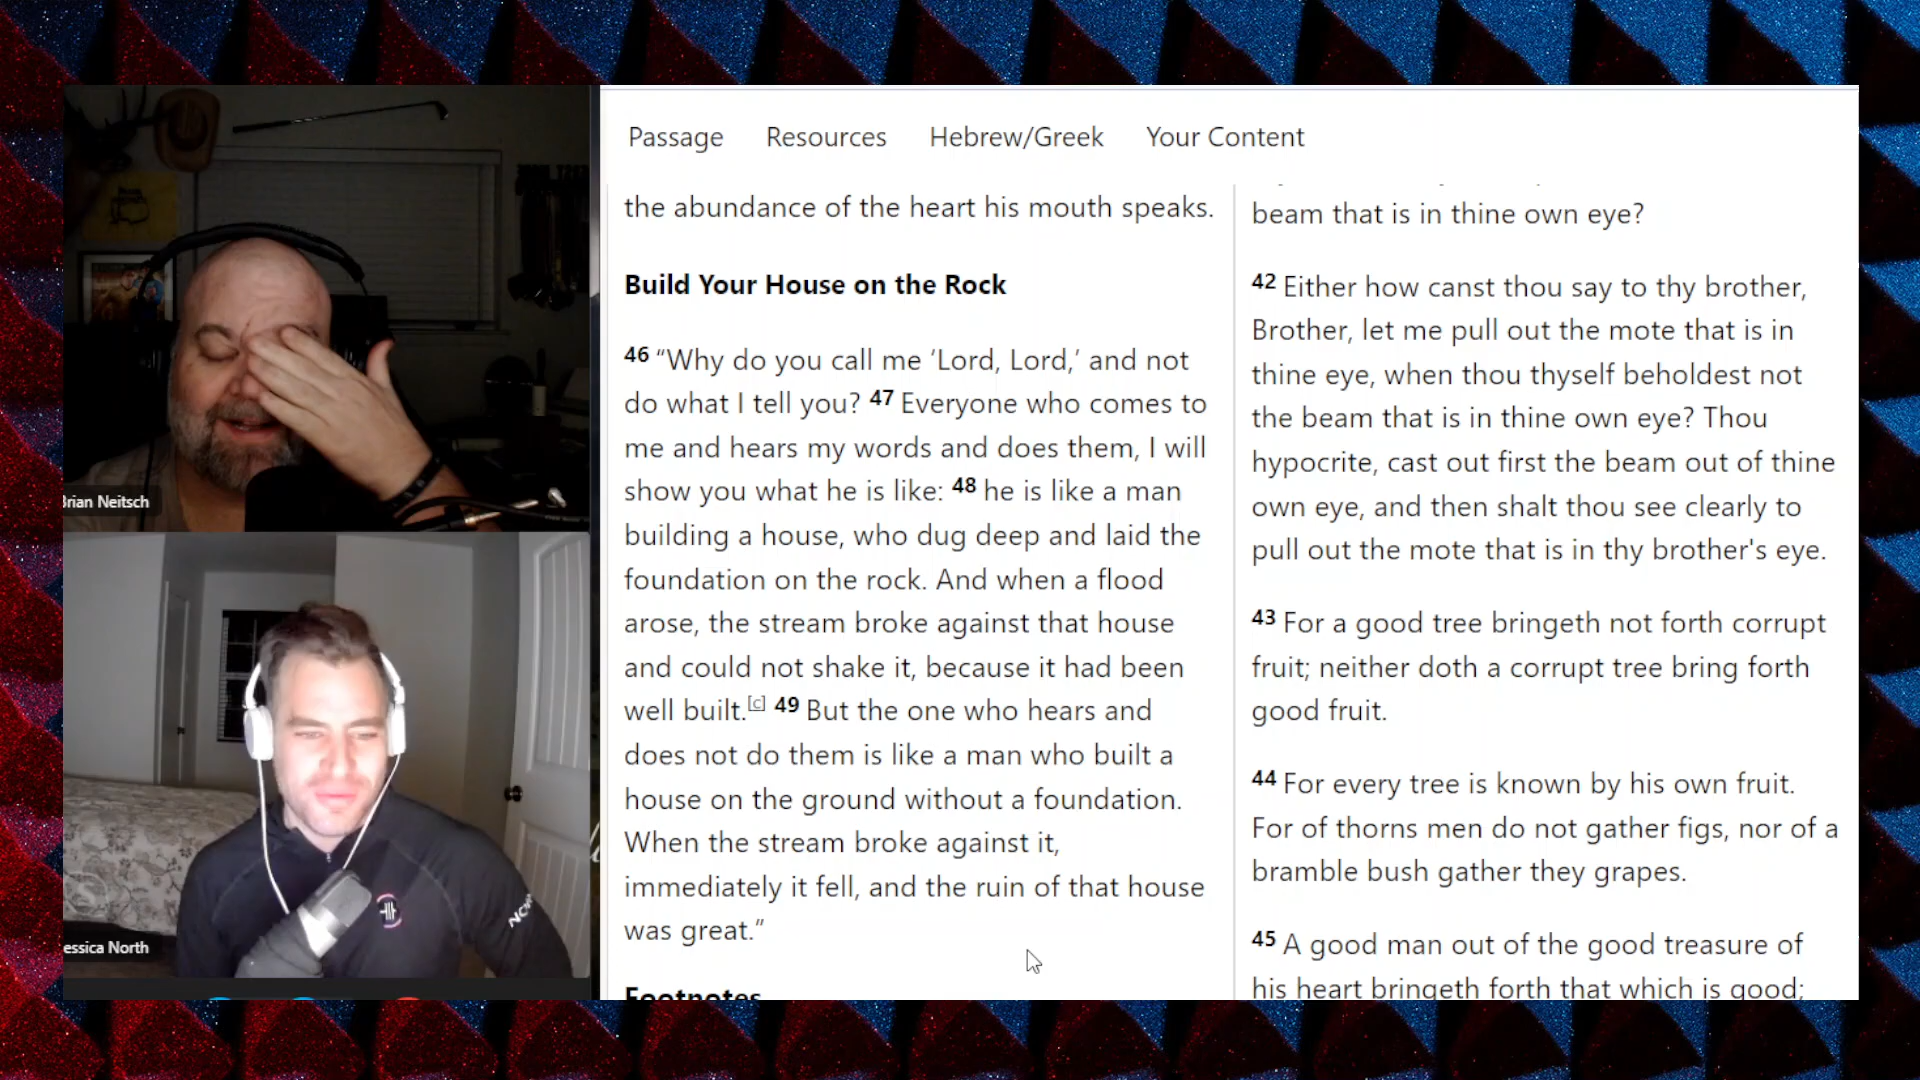 Passage Resources Hebrew/Greek Your Content
the abundance of the heart his mouth speaks.
Build Your House on the Rock
46 “Why do you call me ‘Lord, Lord,’ and not
do what I tell you? 47 Everyone who comes to
me and hears my words and does them, I will
show you what he is like: 48 he is like a man
building a house, who dug deep and laid the
foundation on the rock. And when a flood
arose, the stream broke against that house
and could not shake it, because it had been
well built.[c] 49 But the one who hears and
does not do them is like a man who built a
house on the ground without a foundation.
When the stream broke against it,
immediately it fell, and the ruin of that house
was great.”
Footnotes
beam that is in thine own eye?
42 Either how canst thou say to thy brother,
Brother, let me pull out the mote that is in
thine eye, when thou thyself beholdest not
the beam that is in thine own eye? Thou
hypocrite, cast out first the beam out of thine
own eye, and then shalt thou see clearly to
pull out the mote that is in thy brother's eye.
43 For a good tree bringeth not forth corrupt
fruit; neither doth a corrupt tree bring forth
good fruit.
44 For every tree is known by his own fruit.
For of thorns men do not gather figs, nor of a
bramble bush gather they grapes.
45 A good man out of the good treasure of
his heart bringeth forth that which is good;
Brian Neitsch
essica North